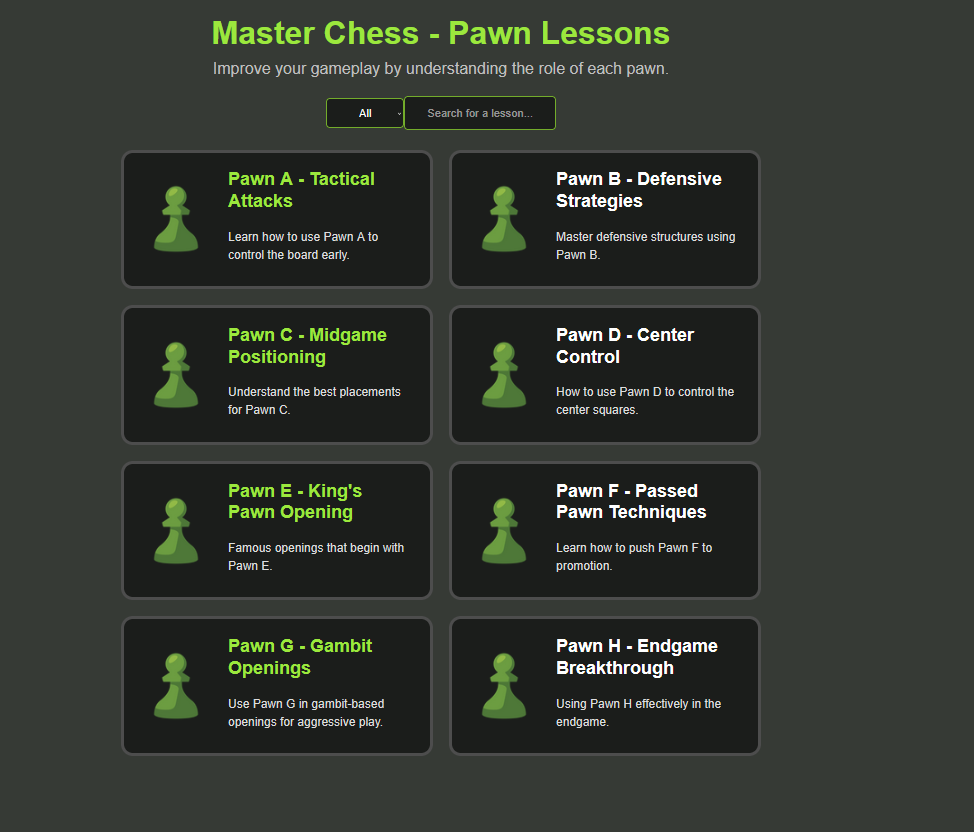 Master Chess - Pawn Lessons
Improve your gameplay by understanding the role of each pawn.
All
Search for a lesson...
Pawn A - Tactical
Attacks
Learn how to use Pawn A to
control the board early.
Pawn B - Defensive
Strategies
Master defensive structures using
Pawn B.
Pawn C - Midgame
Positioning
Understand the best placements
for Pawn C.
Pawn D - Center
Control
How to use Pawn D to control the
center squares.
Pawn E - King's
Pawn Opening
Famous openings that begin with
Pawn E.
Pawn F - Passed
Pawn Techniques
Learn how to push Pawn F to
promotion.
Pawn G - Gambit
Openings
Use Pawn G in gambit-based
openings for aggressive play.
Pawn H - Endgame
Breakthrough
Using Pawn H effectively in the
endgame.